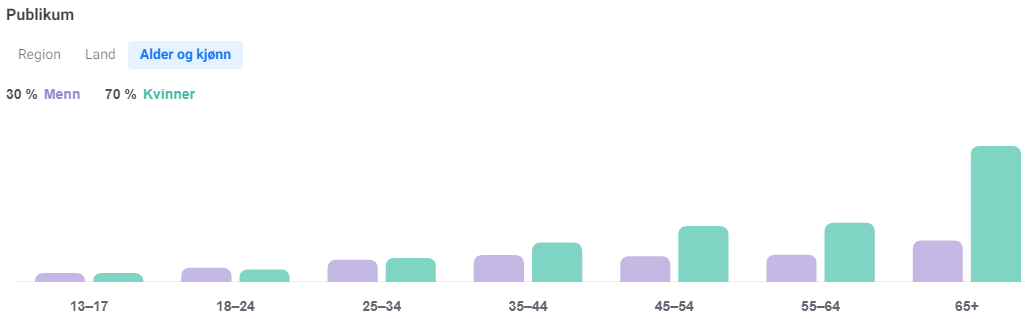 Publikum
Region Land Alder og kjønn
30 % Menn 70 % Kvinner
13–17 18–24 25–34 35–44 45–54 55–64 65+